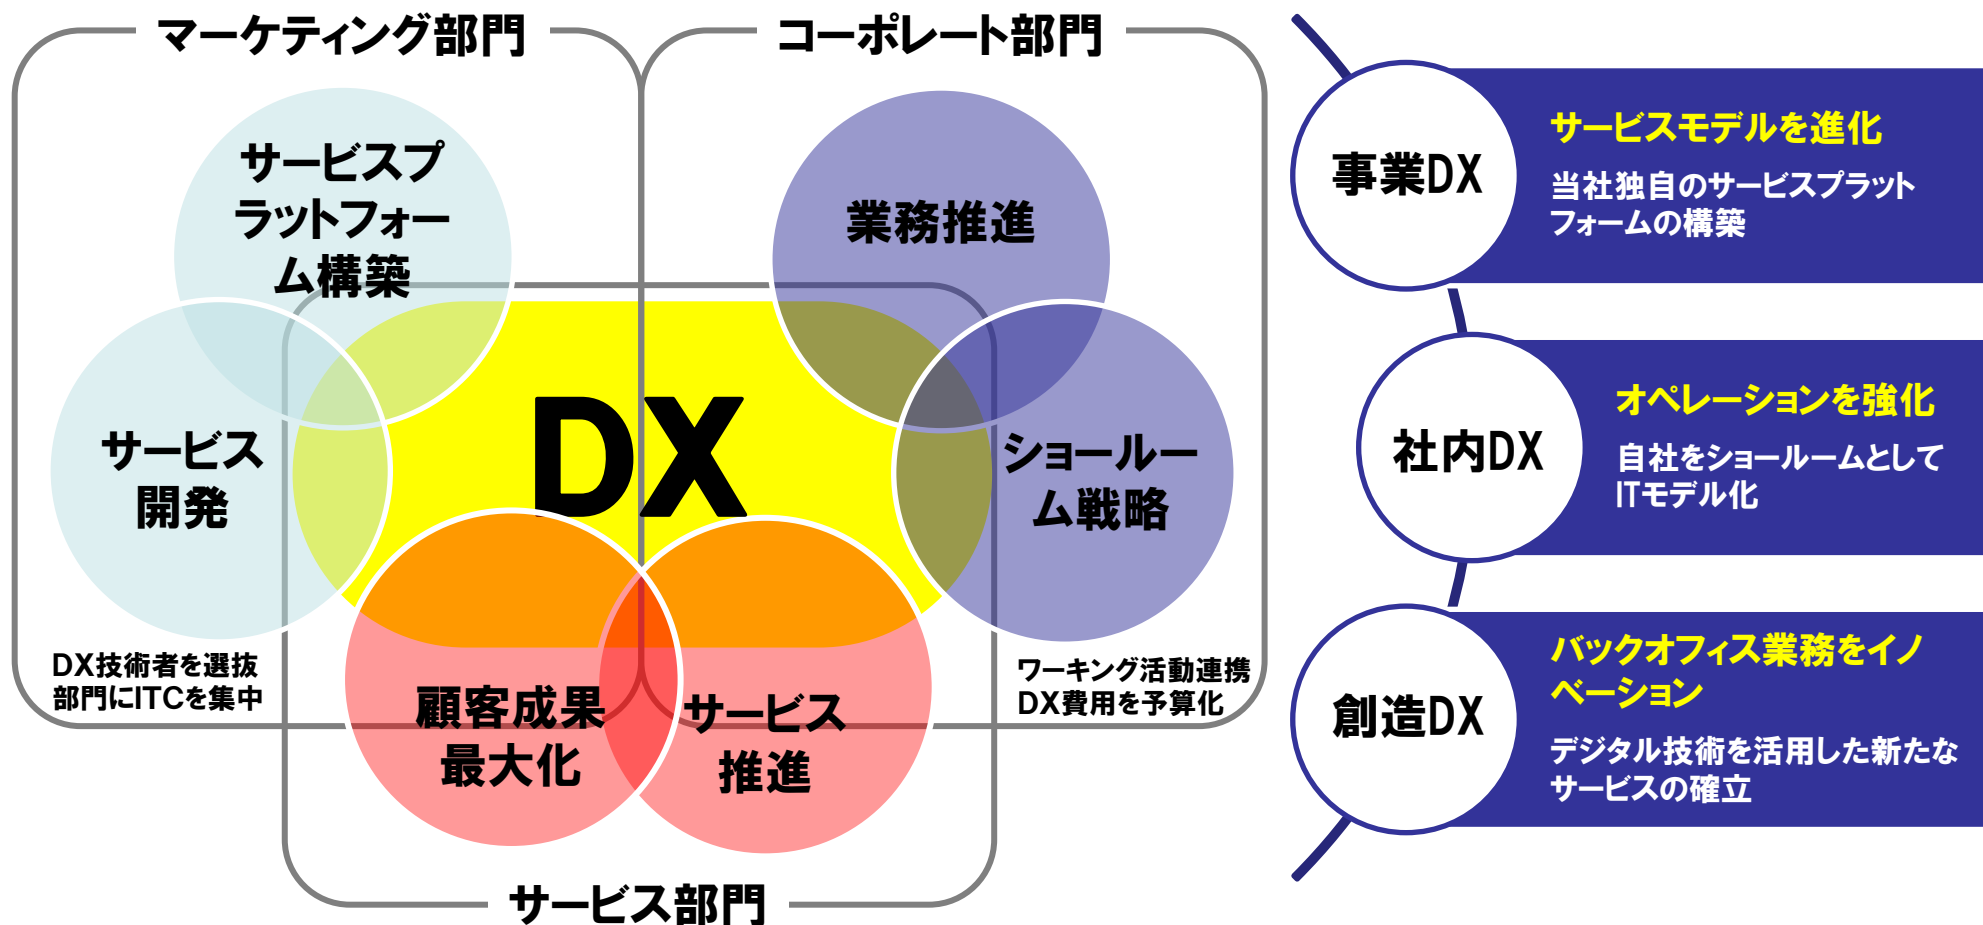 マーケティング部門
コーポレート部門
サービスプ
ラットフォー
ム構築
業務推進
サービス
開発
DX
ショールー
ム戦略
DX技術者を選抜
部門にITCを集中
顧客成果
最大化
サービス
推進
ワーキング活動連携
DX費用を予算化
サービス部門
事業DX
サービスモデルを進化
当社独自のサービスプラット
フォームの構築
社内DX
オペレーションを強化
自社をショールームとして
ITモデル化
創造DX
バックオフィス業務をイノ
ベーション
デジタル技術を活用した新たな
サービスの確立